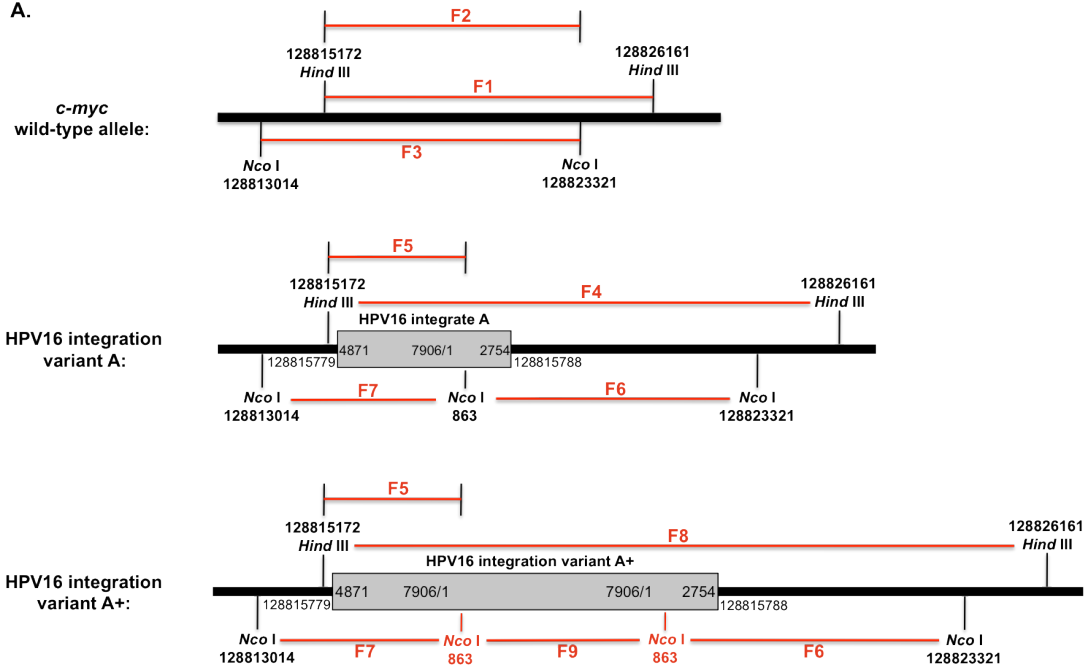 A.
F2
128815172
Hind III
128826161
Hind III
F1
c-myc
wild-type allele:
F3
Nco I
128813014
Nco I
128823321
F5
128815172
Hind III
F4
128826161
Hind III
HPV16 integrate A
HPV16 integration
variant A:
4871 7906/1 2754
128815779
128815788
Nco I
128813014
F7
Nco I
863
F6
Nco I
128823321
F5
128815172
Hind III
F8
128826161
Hind III
HPV16 integration variant A+
HPV16 integration
variant A+:
4871 7906/1 7906/1 2754
128815779
128815788
Nco I
128813014
F7
Nco I
863
F9
Nco I
863
F6
Nco I
128823321